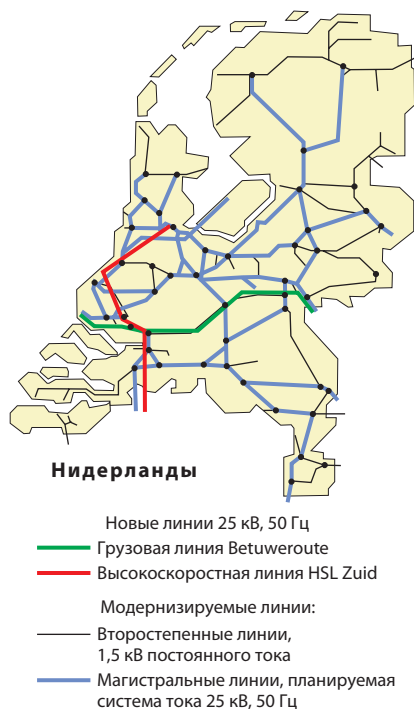 Нидерланды
Новые линии 25 кВ, 50 Гц
Грузовая линия Betuweroute
Высокоскоростная линия HSL Zuid
Модернизируемые линии:
Второстепенные линии,
1,5 кВ постоянного тока
Магистральные линии, планируемая
система тока 25 кВ, 50 Гц